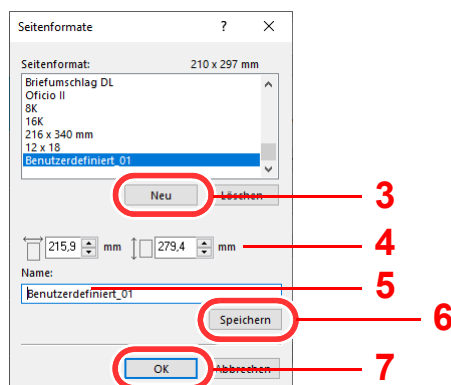 Seitenformate ? ×
Seitenformat: 210 x 297 mm
Briefumschlag DL
Oficio II
8K
16K
216 x 340 mm
12 x 18
Benutzerdefiniert_01
Neu Löschen 3
215,9 mm 279,4 mm 4
Name: 5
Benutzerdefiniert_01
Speichern 6
OK Abbrechen 7